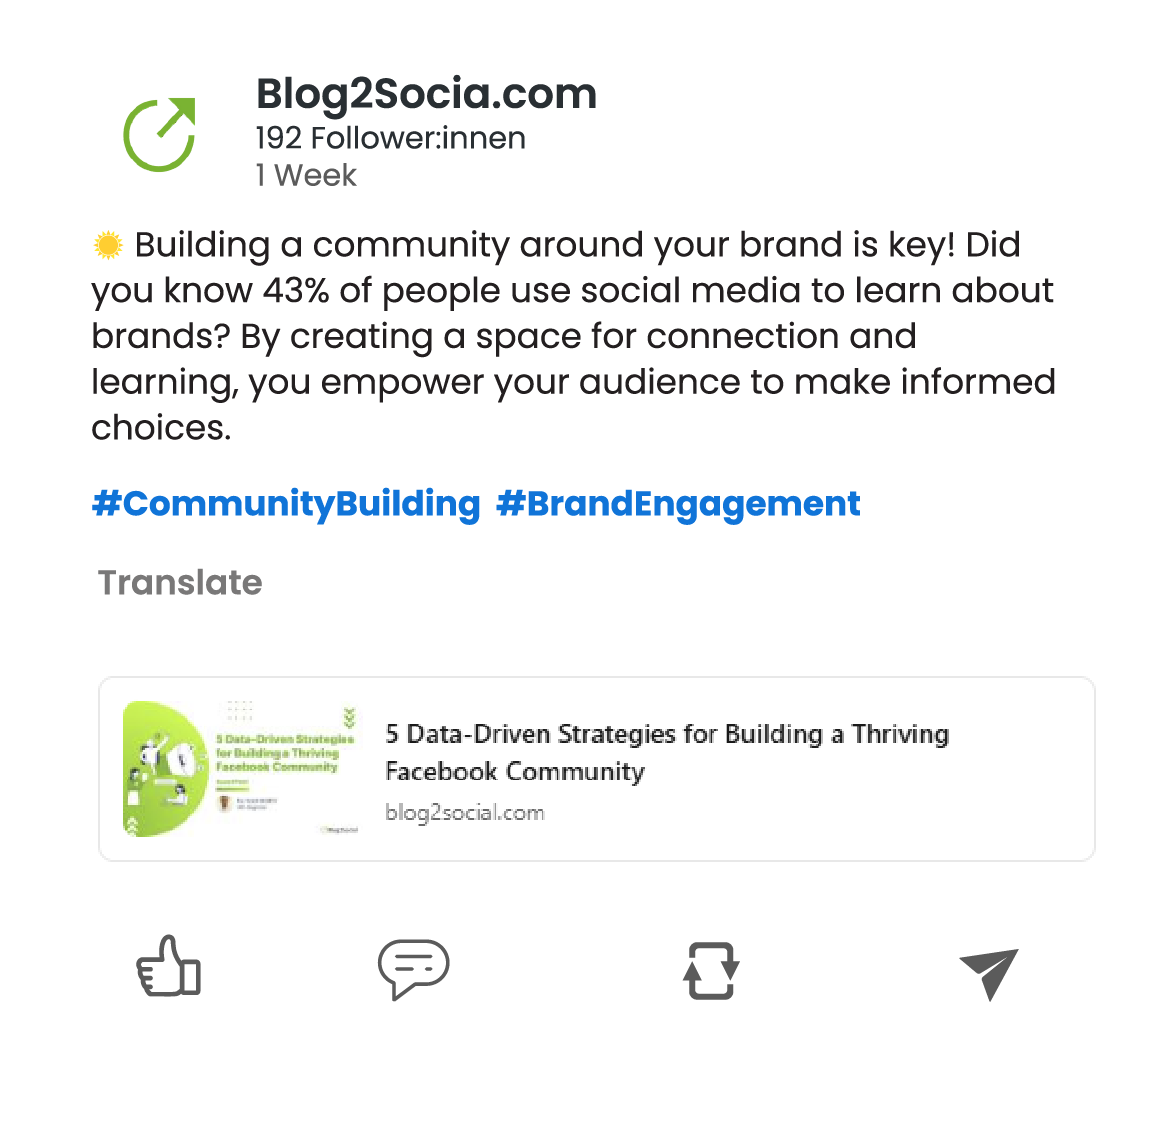 Blog2Socia.com
192 Follower:innen
1 Week
Building a community around your brand is key! Did
you know 43% of people use social media to learn about
brands? By creating a space for connection and
learning, you empower your audience to make informed
choices.
#CommunityBuilding #BrandEngagement
Translate
5 Data-Driven Strategies
for Building a Thriving
Facebook Community
Blog2Social
5 Data-Driven Strategies for Building a Thriving
Facebook Community
blog2social.com